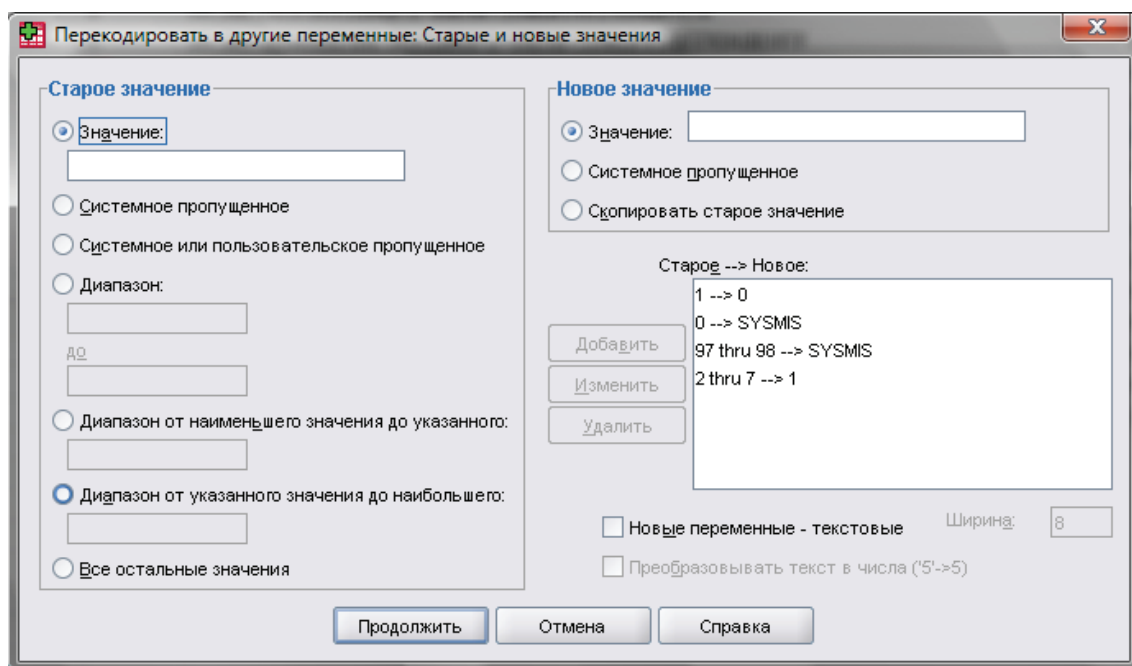 Перекодировать в другие переменные: Старые и новые значения
Старое значение
Значение:
Системное пропущенное
Системное или пользовательское пропущенное
Диапазон:
до
Диапазон от наименьшего значения до указанного:
Диапазон от указанного значения до наибольшего:
Все остальные значения
Новое значение
Значение:
Системное пропущенное
Скопировать старое значение
Старое --> Новое:
1 --> 0
0 --> SYSMIS
97 thru 98 --> SYSMIS
2 thru 7 --> 1
Добавить
Изменить
Удалить
Новые переменные - текстовые
Ширина:
8
Преобразовывать текст в числа ('5'->5)
Продолжить
Отмена
Справка